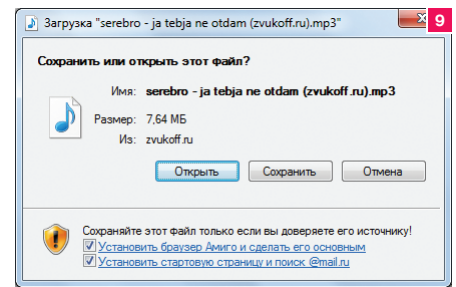 Загрузка "serebro - ja tebja ne otdam (zvukoff.ru).mp3"
9
Сохранить или открыть этот файл?
Имя: serebro - ja tebja ne otdam (zvukoff.ru).mp3
Размер: 7,64 МБ
Из: zvukoff.ru
Открыть Сохранить Отмена
Сохраняйте этот файл только если вы доверяете его источнику!
Установить браузер Амиго и сделать его основным
Установить стартовую страницу и поиск @mail.ru